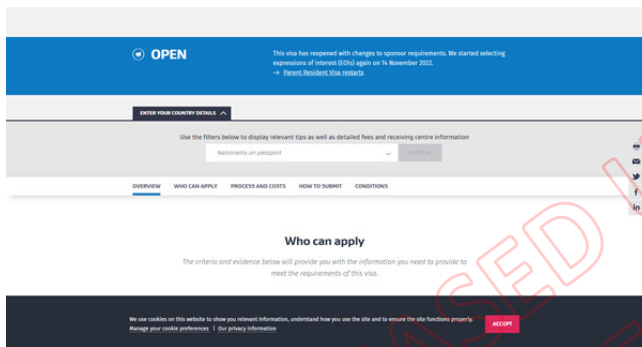 OPEN
This visa has reopened with changes to sponsor requirements. We started selecting
expressions of interest (EOIs) again on 14 November 2022.
→ Parent Resident Visa restarts
ENTER YOUR COUNTRY DETAILS
Use the filters below to display relevant tips as well as detailed fees and receiving centre information
Nationality on passport
OVERVIEW WHO CAN APPLY PROCESS AND COSTS HOW TO SUBMIT CONDITIONS
Who can apply
The criteria and evidence below will provide you with the information you need to provide to
meet the requirements of this visa.
We use cookies on this website to show you relevant information, understand how you use the site and to ensure the site functions properly.
Manage your cookie preferences | Our privacy information
ACCEPT
ASED